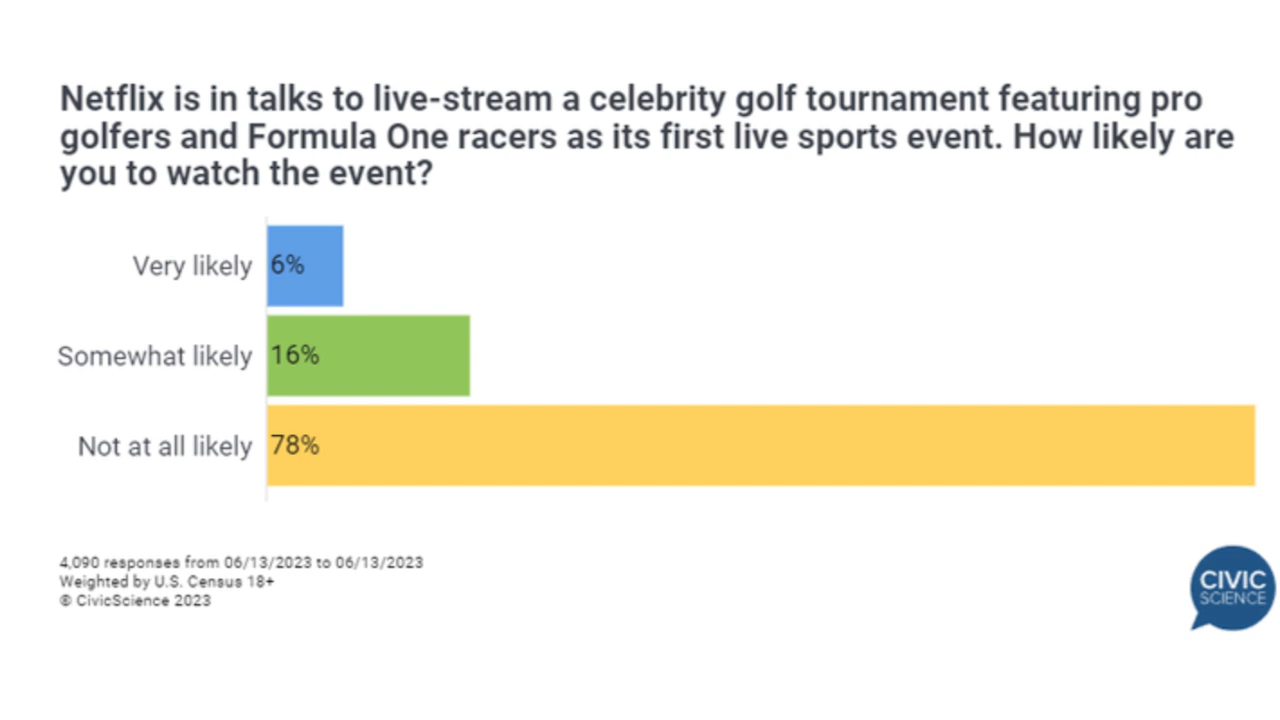 Netflix is in talks to live-stream a celebrity golf tournament featuring pro
golfers and Formula One racers as its first live sports event. How likely are
you to watch the event?
Very likely 6%
Somewhat likely 16%
Not at all likely 78%
4,090 responses from 06/13/2023 to 06/13/2023
Weighted by U.S. Census 18+
© CivicScience 2023
CIVIC
SCIENCE